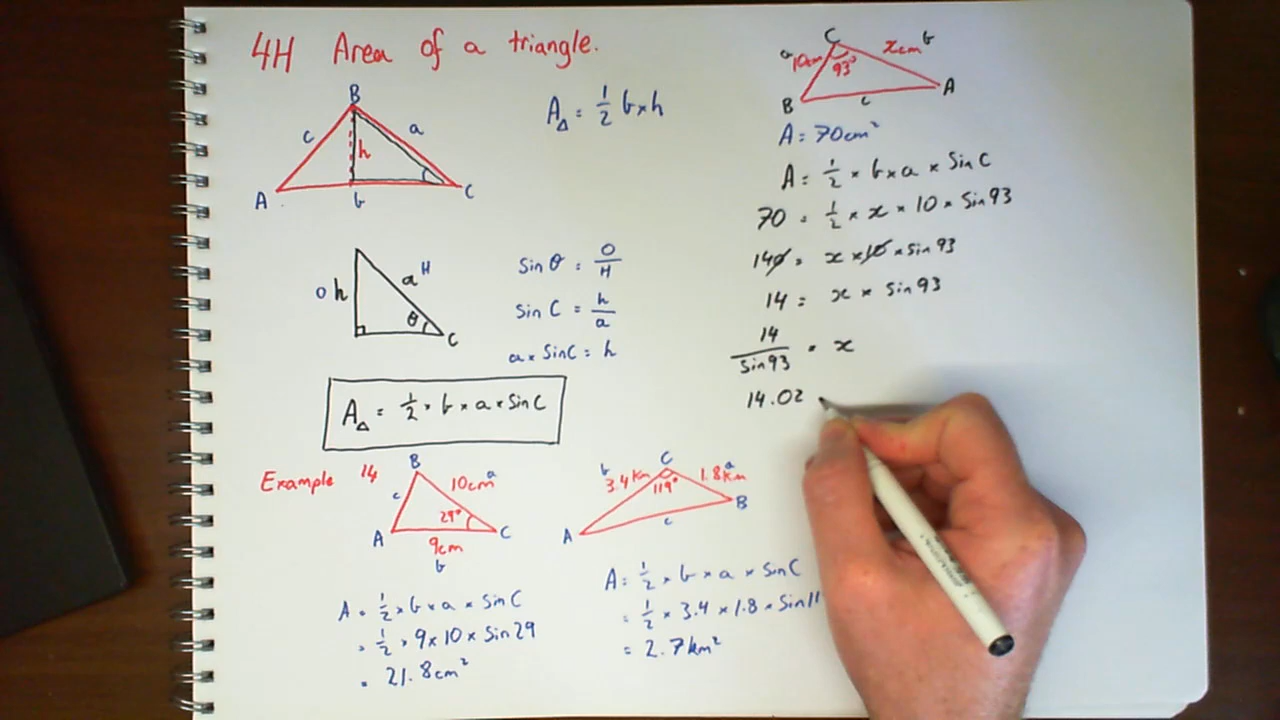 4H Area of a triangle.
B
c
a
h
A
b
C
A△ = 1/2 b×h
o h
a H
θ
C
Sin θ = O/H
Sin C = h/a
a × Sin C = h
A△ = 1/2 × b × a × Sin C
Example 14
B
c
10cm a
29°
A
C
9cm
b
A = 1/2 × b × a × Sin C
= 1/2 × 9 × 10 × Sin 29
= 21.8cm²
C
b
3.4km
1.8km a
119°
B
A
c
A = 1/2 × b × a × Sin C
= 1/2 × 3.4 × 1.8 × Sin 11
= 2.7km²
C
a
10cm
xcm b
93°
B
c
A
A = 70cm²
A = 1/2 × b × a × Sin C
70 = 1/2 × x × 10 × Sin 93
140 = x × 10 × Sin 93
14 = x × Sin 93
14/Sin 93 = x
14.02